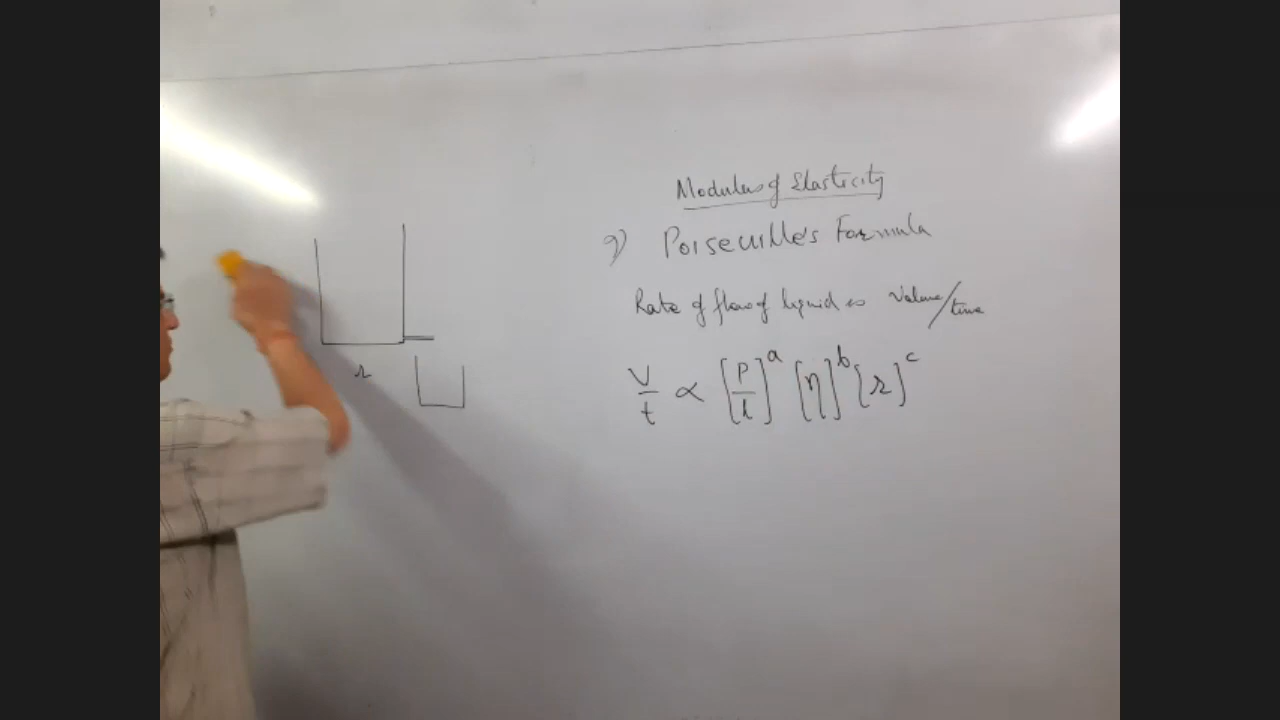 Modulus of Elasticity
9) Poiseuille's Formula
Rate of flow of liquid is Volume/time
V/t ∝ [P/l]^a [η]^b [r]^c
r